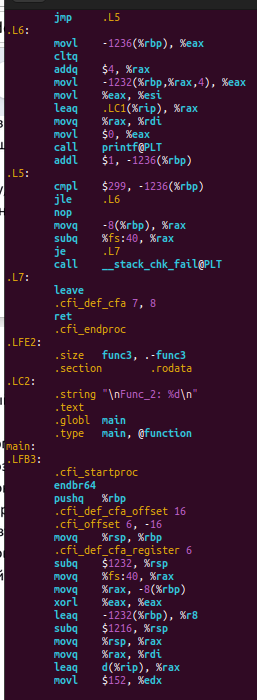 jmp .L5
.L6:
movl -1236(%rbp), %eax
cltq
addq $4, %rax
movl -1232(%rbp,%rax,4), %eax
movl %eax, %esi
leaq .LC1(%rip), %rax
movq %rax, %rdi
movl $0, %eax
call printf@PLT
addl $1, -1236(%rbp)
.L5:
cmpl $299, -1236(%rbp)
jle .L6
nop
movq -8(%rbp), %rax
subq %fs:40, %rax
je .L7
call __stack_chk_fail@PLT
.L7:
leave
.cfi_def_cfa 7, 8
ret
.cfi_endproc
.LFE2:
.size func3, .-func3
.section .rodata
.LC2:
.string "\nFunc_2: %d\n"
.text
.globl main
.type main, @function
main:
.LFB3:
.cfi_startproc
endbr64
pushq %rbp
.cfi_def_cfa_offset 16
.cfi_offset 6, -16
movq %rsp, %rbp
.cfi_def_cfa_register 6
subq $1232, %rsp
movq %fs:40, %rax
movq %rax, -8(%rbp)
xorl %eax, %eax
leaq -1232(%rbp), %r8
subq $1216, %rsp
movq %rsp, %rax
movq %rax, %rdi
leaq d(%rip), %rax
movl $152, %edx